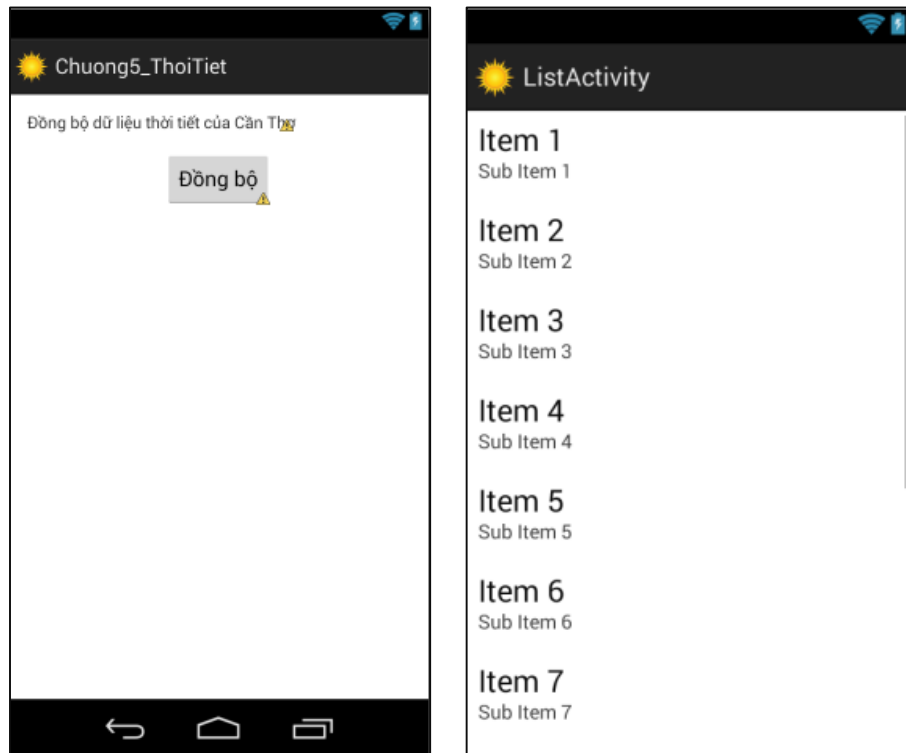 Chuong5_ThoiTiet
Đồng bộ dữ liệu thời tiết của Cần Thơ
Đồng bộ
ListActivity
Item 1
Sub Item 1
Item 2
Sub Item 2
Item 3
Sub Item 3
Item 4
Sub Item 4
Item 5
Sub Item 5
Item 6
Sub Item 6
Item 7
Sub Item 7